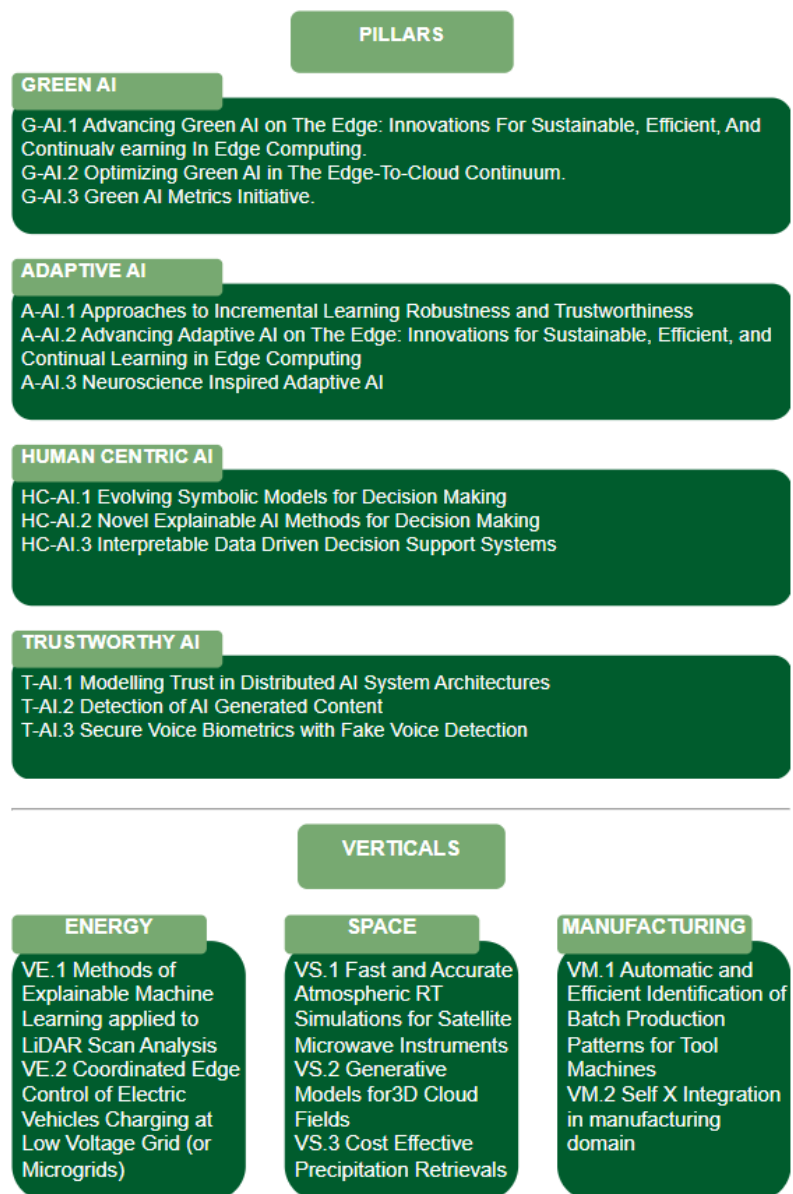 PILLARS
GREEN AI
G-AI.1 Advancing Green AI on The Edge: Innovations For Sustainable, Efficient, And
Continualv earning In Edge Computing.
G-AI.2 Optimizing Green AI in The Edge-To-Cloud Continuum.
G-AI.3 Green AI Metrics Initiative.
ADAPTIVE AI
A-AI.1 Approaches to Incremental Learning Robustness and Trustworthiness
A-AI.2 Advancing Adaptive AI on The Edge: Innovations for Sustainable, Efficient, and
Continual Learning in Edge Computing
A-AI.3 Neuroscience Inspired Adaptive AI
HUMAN CENTRIC AI
HC-AI.1 Evolving Symbolic Models for Decision Making
HC-AI.2 Novel Explainable AI Methods for Decision Making
HC-AI.3 Interpretable Data Driven Decision Support Systems
TRUSTWORTHY AI
T-AI.1 Modelling Trust in Distributed AI System Architectures
T-AI.2 Detection of AI Generated Content
T-AI.3 Secure Voice Biometrics with Fake Voice Detection
VERTICALS
ENERGY
VE.1 Methods of
Explainable Machine
Learning applied to
LiDAR Scan Analysis
VE.2 Coordinated Edge
Control of Electric
Vehicles Charging at
Low Voltage Grid (or
Microgrids)
SPACE
VS.1 Fast and Accurate
Atmospheric RT
Simulations for Satellite
Microwave Instruments
VS.2 Generative
Models for3D Cloud
Fields
VS.3 Cost Effective
Precipitation Retrievals
MANUFACTURING
VM.1 Automatic and
Efficient Identification of
Batch Production
Patterns for Tool
Machines
VM.2 Self X Integration
in manufacturing
domain